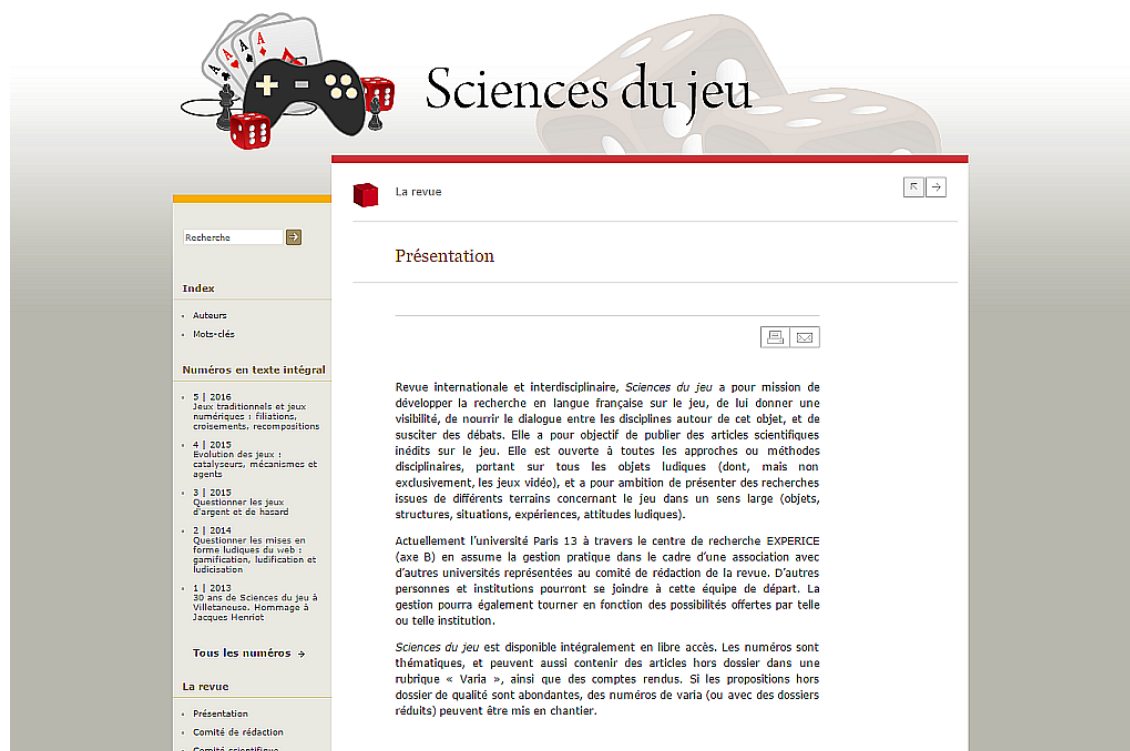 Sciences du jeu
La revue
Présentation
Recherche
Index
Auteurs
Mots-clés
Numéros en texte intégral
5 | 2016
Jeux traditionnels et jeux
numériques : filiations,
croisements, recompositions
4 | 2015
Evolution des jeux :
catalyseurs, mécanismes et
agents
3 | 2015
Questionner les jeux
d'argent et de hasard
2 | 2014
Questionner les mises en
forme ludiques du web :
gamification, ludification et
ludicisation
1 | 2013
30 ans de Sciences du jeu à
Villetaneuse. Hommage à
Jacques Henriot
Tous les numéros →
La revue
Présentation
Comité de rédaction
Comité scientifique
Revue internationale et interdisciplinaire, Sciences du jeu a pour mission de
développer la recherche en langue française sur le jeu, de lui donner une
visibilité, de nourrir le dialogue entre les disciplines autour de cet objet, et de
susciter des débats. Elle a pour objectif de publier des articles scientifiques
inédits sur le jeu. Elle est ouverte à toutes les approches ou méthodes
disciplinaires, portant sur tous les objets ludiques (dont, mais non
exclusivement, les jeux vidéo), et a pour ambition de présenter des recherches
issues de différents terrains concernant le jeu dans un sens large (objets,
structures, situations, expériences, attitudes ludiques).
Actuellement l'université Paris 13 à travers le centre de recherche EXPERICE
(axe B) en assume la gestion pratique dans le cadre d'une association avec
d'autres universités représentées au comité de rédaction de la revue. D'autres
personnes et institutions pourront se joindre à cette équipe de départ. La
gestion pourra également tourner en fonction des possibilités offertes par telle
ou telle institution.
Sciences du jeu est disponible intégralement en libre accès. Les numéros sont
thématiques, et peuvent aussi contenir des articles hors dossier dans une
rubrique « Varia », ainsi que des comptes rendus. Si les propositions hors
dossier de qualité sont abondantes, des numéros de varia (ou avec des dossiers
réduits) peuvent être mis en chantier.